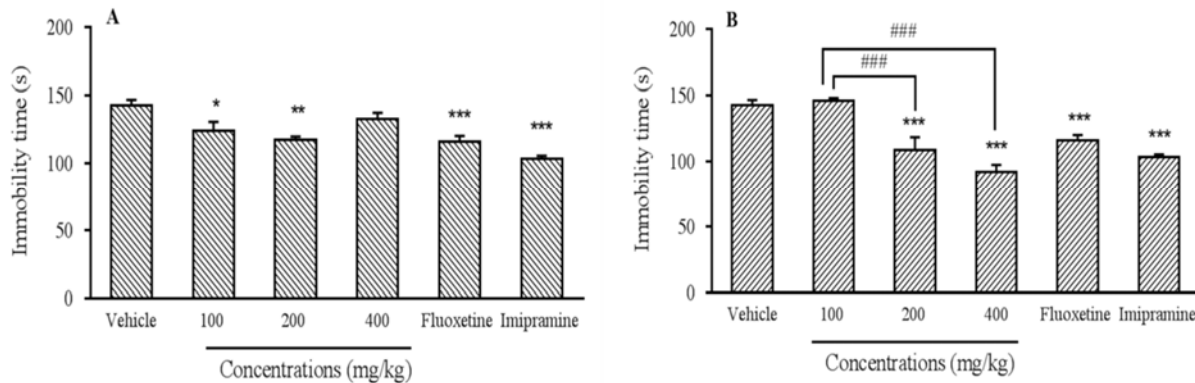 A
Immobility time (s)
200
150
100
50
0
*
**
***
***
Vehicle 100 200 400 Fluoxetine Imipramine
Concentrations (mg/kg)
B
Immobility time (s)
200
150
100
50
0
###
###
***
***
***
***
Vehicle 100 200 400 Fluoxetine Imipramine
Concentrations (mg/kg)